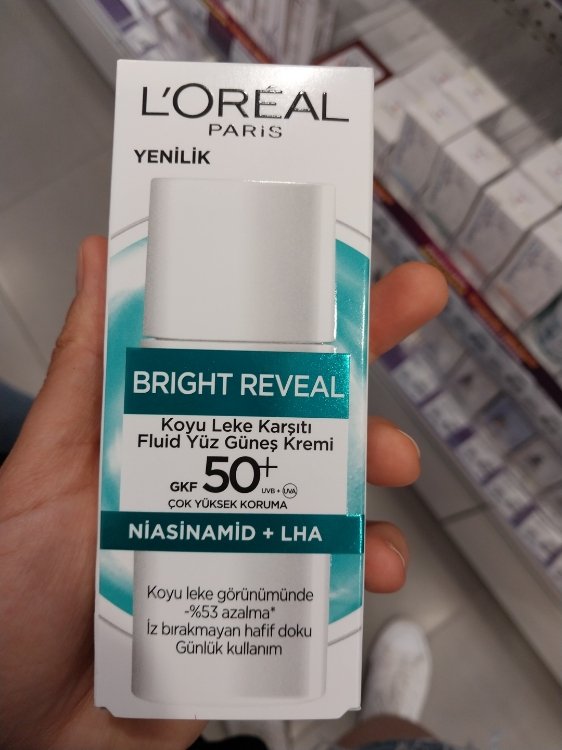 L'ORÉAL
PARIS
YENİLİK
BRIGHT REVEAL
Koyu Leke Karşıtı
Fluid Yüz Güneş Kremi
GKF 50+ UVB + UVA
ÇOK YÜKSEK KORUMA
NİASİNAMİD + LHA
Koyu leke görünümünde
-%53 azalma*
İz bırakmayan hafif doku
Günlük kullanım